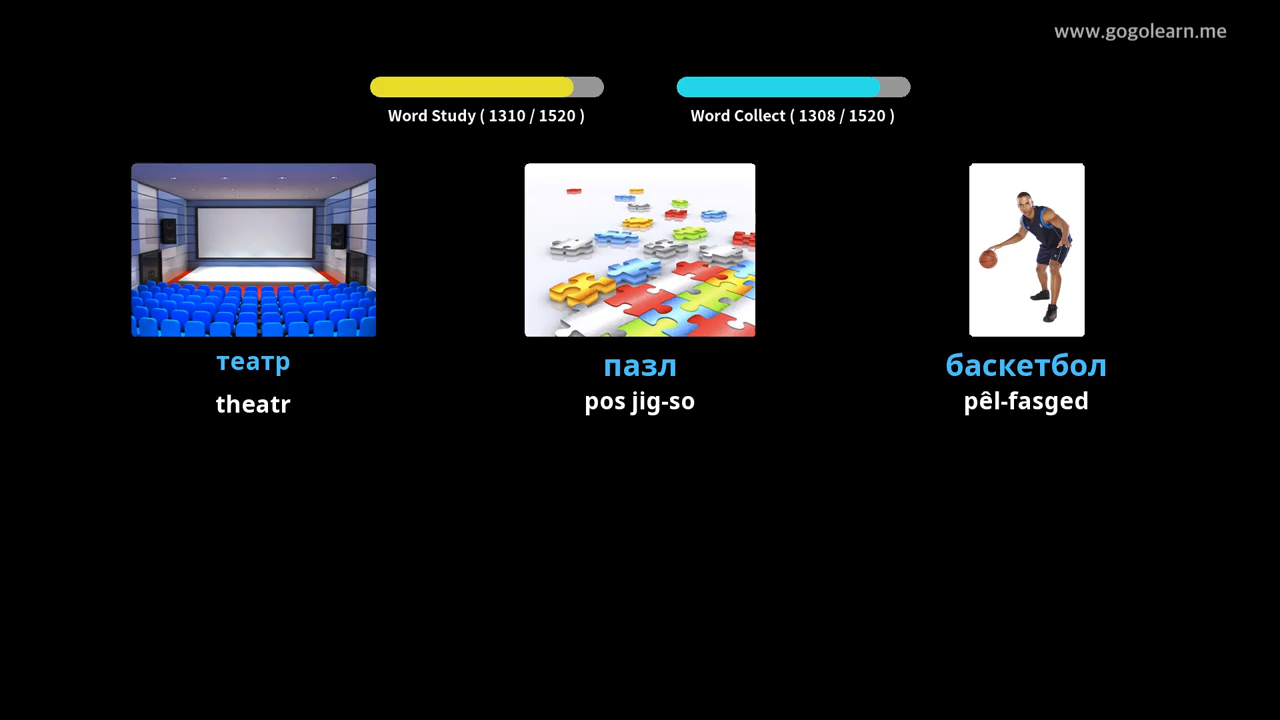 www.gogolearn.me
Word Study ( 1310 / 1520 )
Word Collect ( 1308 / 1520 )
театр
theatr
пазл
pos jig-so
баскетбол
pêl-fasged